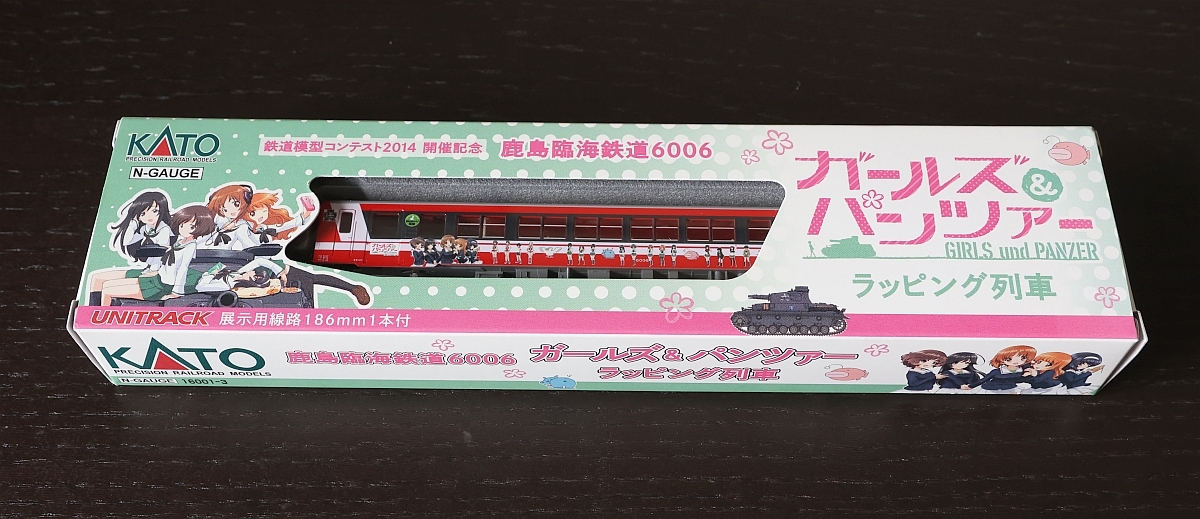 KATO
PRECISION RAILROAD MODELS
N-GAUGE
鉄道模型コンテスト2014 開催記念 鹿島臨海鉄道6006
ガールズ&パンツァー
GIRLS und PANZER
ラッピング列車
UNITRACK 展示用線路186mm1本付
KATO
PRECISION RAILROAD MODELS
N-GAUGE 16001-3
鹿島臨海鉄道6006 ガールズ&パンツァー
ラッピング列車